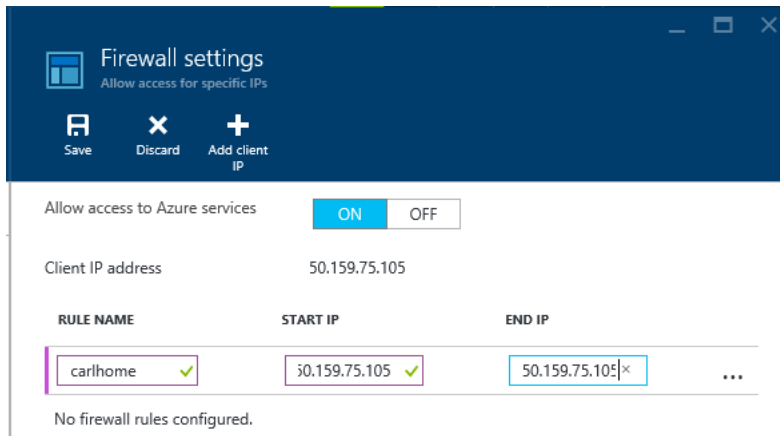 Firewall settings
Allow access for specific IPs
Save Discard Add client
IP
Allow access to Azure services ON OFF
Client IP address 50.159.75.105
RULE NAME START IP END IP
carlhome 50.159.75.105 50.159.75.105
No firewall rules configured.